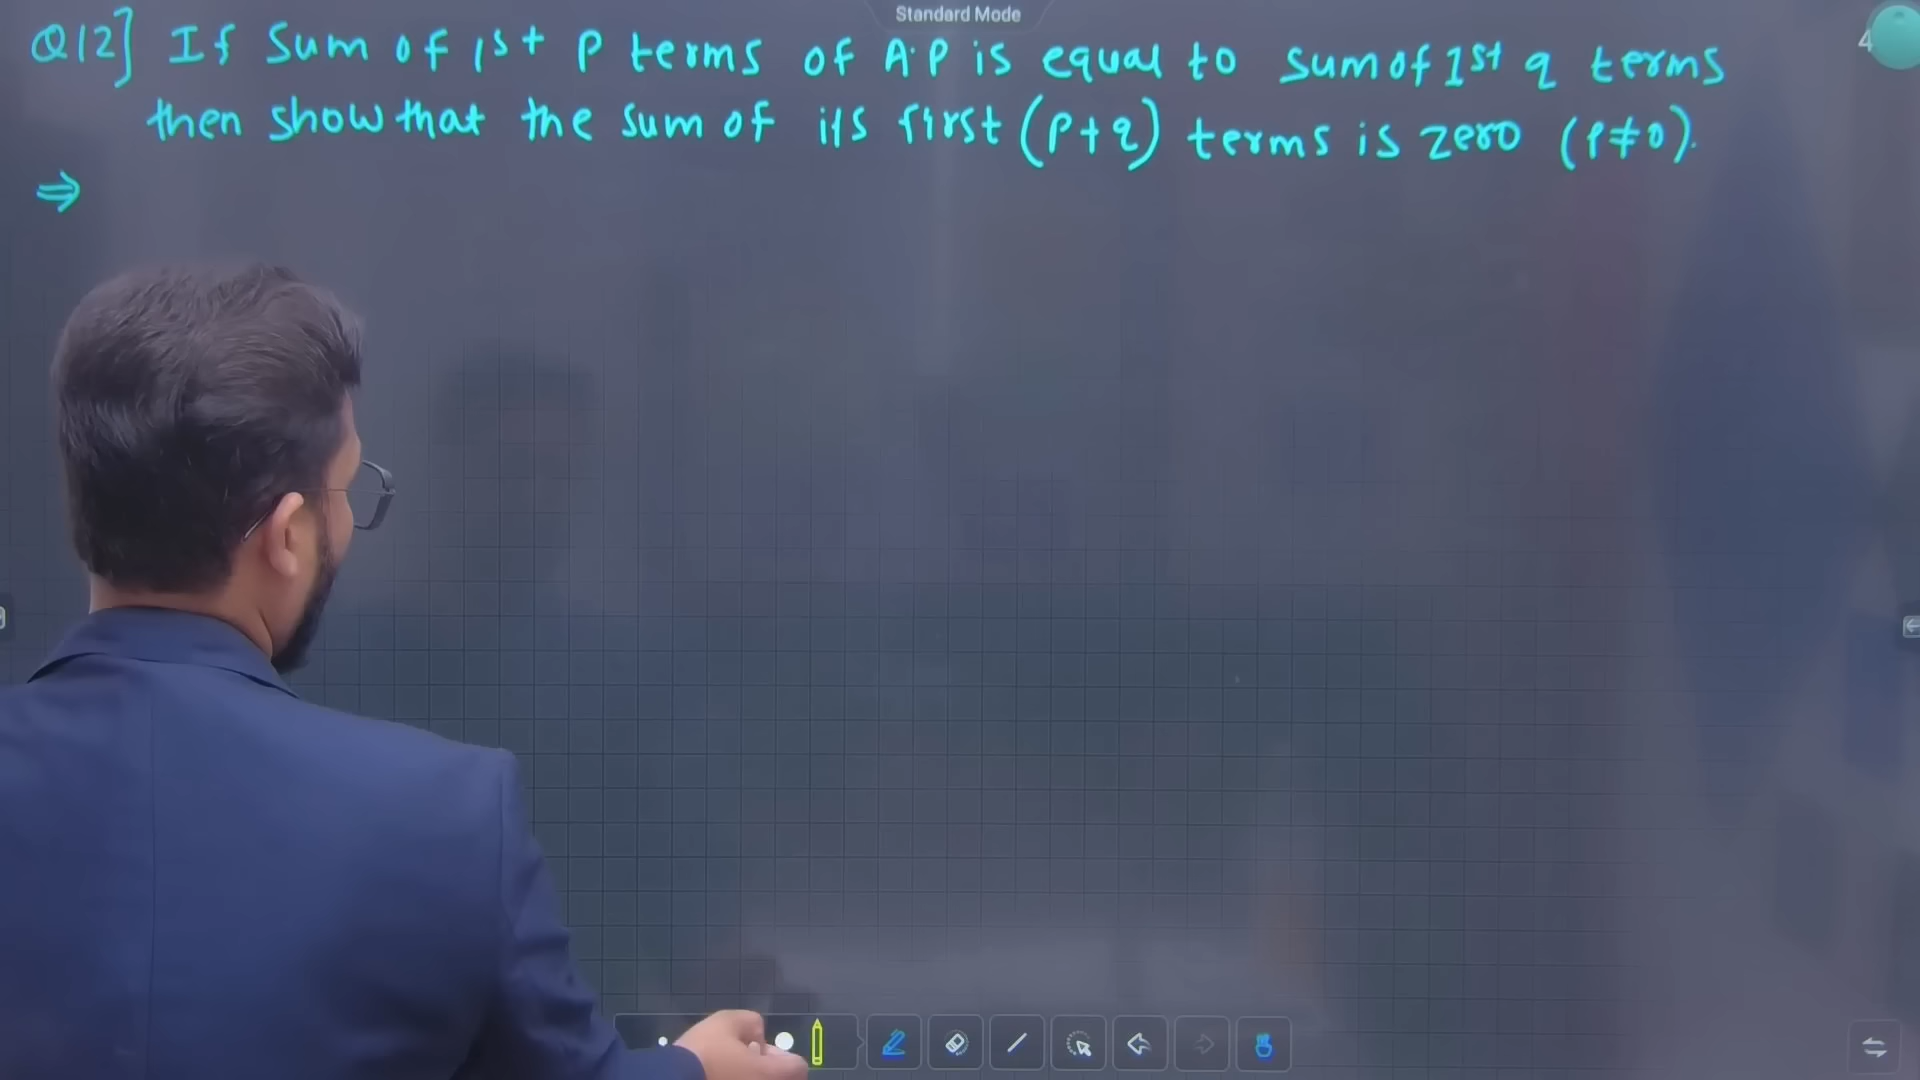 Standard Mode
Q12] If Sum of 1st P terms of A.P is equal to sum of 1st q terms
then show that the sum of its first (P+q) terms is zero (P≠0).
⇒
4